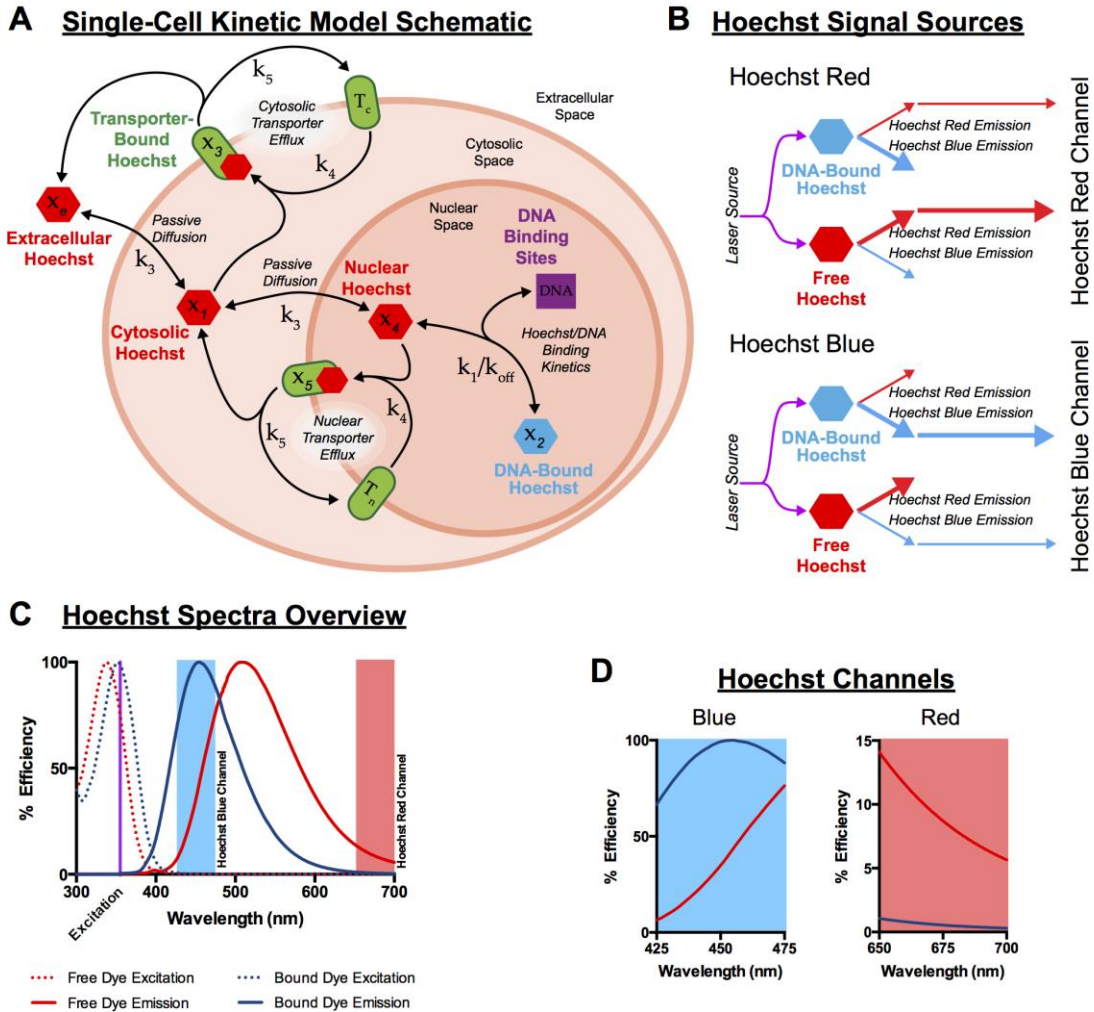 A Single-Cell Kinetic Model Schematic
k5
Tc
Cytosolic
Transporter
Efflux
Extracellular
Space
Transporter-
Bound
Hoechst
x3
k4
Cytosolic
Space
xe
Extracellular
Hoechst
Passive
Diffusion
k3
Nuclear
Space
DNA
Binding
Sites
DNA
Passive
Diffusion
k3
Nuclear
Hoechst
x1
Cytosolic
Hoechst
x4
Hoechst/DNA
Binding
Kinetics
k1/koff
x5
k4
k5
Nuclear
Transporter
Efflux
Tn
x2
DNA-Bound
Hoechst
B Hoechst Signal Sources
Hoechst Red
Laser Source
DNA-Bound
Hoechst
Hoechst Red Emission
Hoechst Blue Emission
Free
Hoechst
Hoechst Red Emission
Hoechst Blue Emission
Hoechst Red Channel
Hoechst Blue
Laser Source
DNA-Bound
Hoechst
Hoechst Red Emission
Hoechst Blue Emission
Free
Hoechst
Hoechst Red Emission
Hoechst Blue Emission
Hoechst Blue Channel
C Hoechst Spectra Overview
% Efficiency
100
50
0
300 400 500 600 700
Excitation
Wavelength (nm)
Hoechst Blue Channel
Hoechst Red Channel
Free Dye Excitation
Bound Dye Excitation
Free Dye Emission
Bound Dye Emission
D Hoechst Channels
Blue
% Efficiency
100
50
0
425 450 475
Wavelength (nm)
Red
% Efficiency
15
10
5
0
650 675 700
Wavelength (nm)